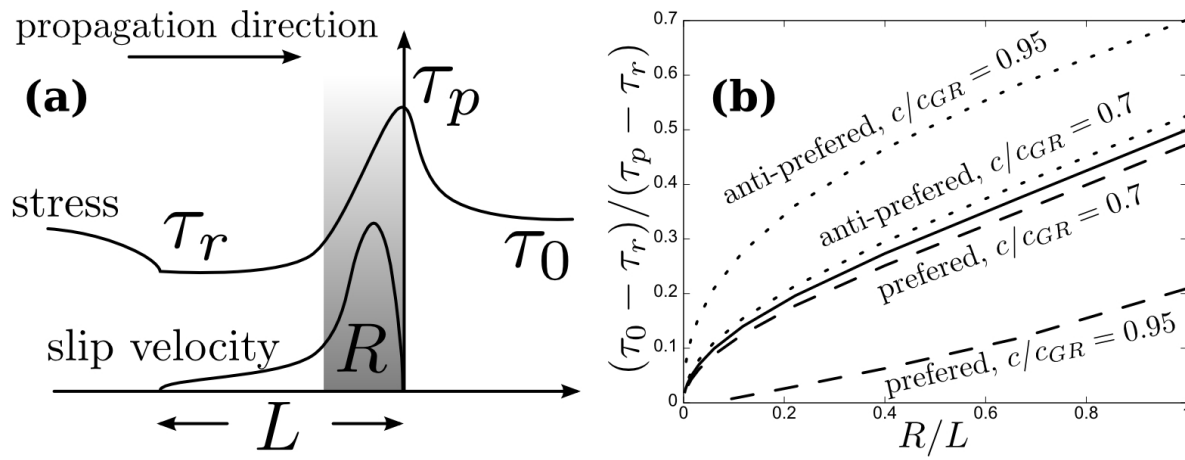 propagation direction
(a)
τp
stress
τr
τ0
slip velocity
R
L
(τ0 − τr)/(τp − τr)
0.7
0.6
0.5
0.4
0.3
0.2
0.1
0
(b)
anti-prefered, c/cGR = 0.95
anti-prefered, c/cGR = 0.7
prefered, c/cGR = 0.7
prefered, c/cGR = 0.95
0 0.2 0.4 0.6 0.8 1
R/L